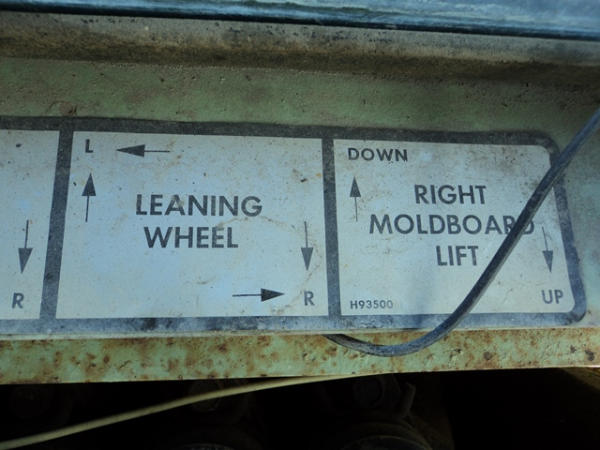 R
L
LEANING
WHEEL
R
DOWN
RIGHT
MOLDBOARD
LIFT
H93500
UP